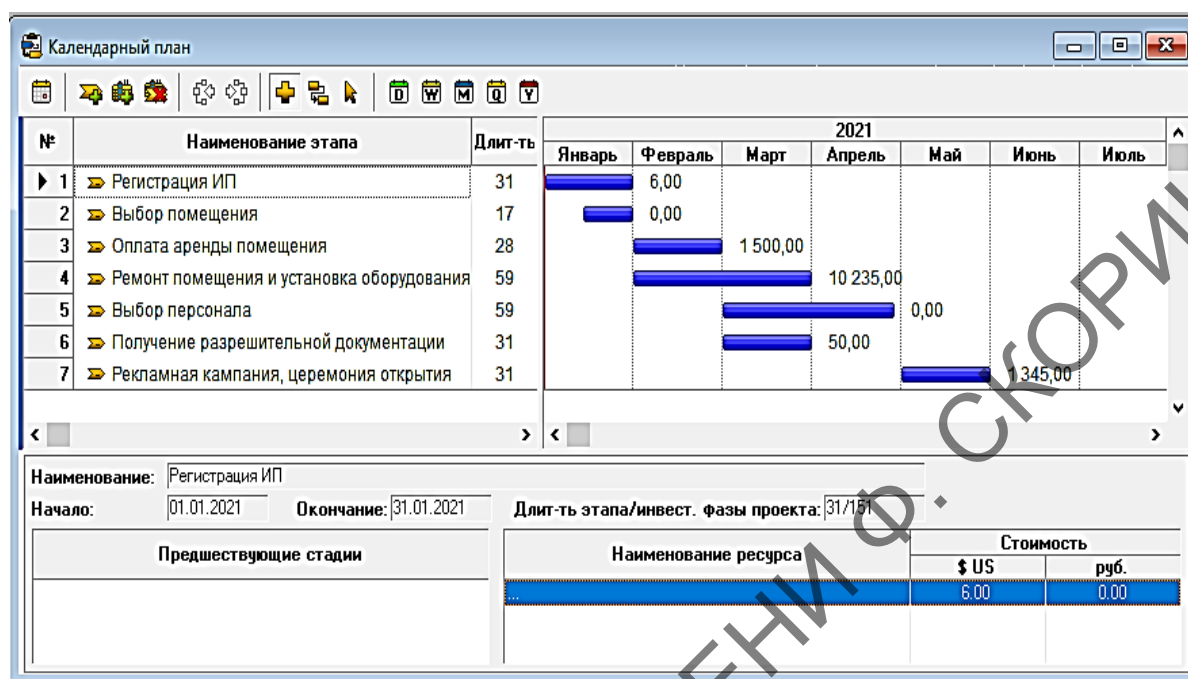 Календарный план
D W M Q Y
№ Наименование этапа Длит-ть 2021
Январь Февраль Март Апрель Май Июнь Июль
1 Регистрация ИП 31 6,00
2 Выбор помещения 17 0,00
3 Оплата аренды помещения 28 1 500,00
4 Ремонт помещения и установка оборудования 59 10 235,00
5 Выбор персонала 59 0,00
6 Получение разрешительной документации 31 50,00
7 Рекламная кампания, церемония открытия 31 1 345,00
Наименование: Регистрация ИП
Начало: 01.01.2021 Окончание: 31.01.2021 Длит-ть этапа/инвест. фазы проекта: 31/151
Предшествующие стадии Наименование ресурса Стоимость
$ US руб.
... 6.00 0.00
ЕНИ Ф. СКОРИ